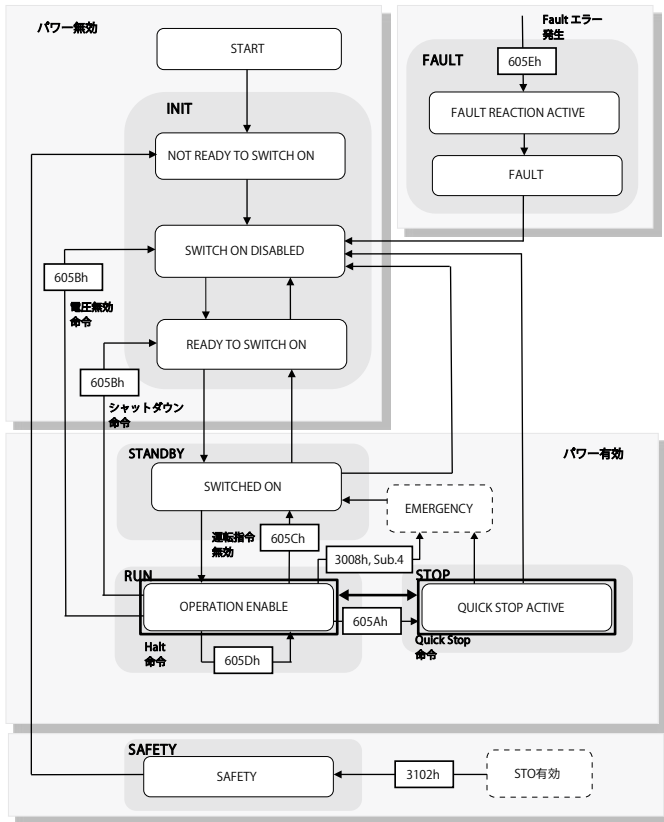 パワー無効
START
INIT
NOT READY TO SWITCH ON
SWITCH ON DISABLED
605Bh
電圧無効
命令
READY TO SWITCH ON
605Bh
シャットダウン
命令
Fault エラー
発生
605Eh
FAULT
FAULT REACTION ACTIVE
FAULT
パワー有効
STANDBY
SWITCHED ON
EMERGENCY
運転指令
無効
605Ch
3008h, Sub.4
RUN
OPERATION ENABLE
STOP
QUICK STOP ACTIVE
605Ah
Quick Stop
命令
Halt
命令
605Dh
SAFETY
SAFETY
3102h
STO有効